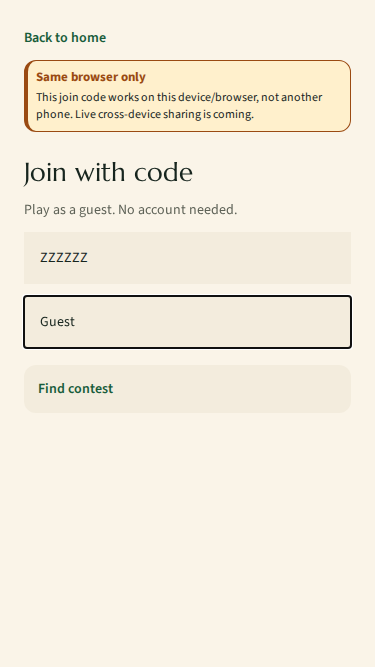 Back to home
Same browser only
This join code works on this device/browser, not another
phone. Live cross-device sharing is coming.
Join with code
Play as a guest. No account needed.
ZZZZZZ
Guest
Find contest